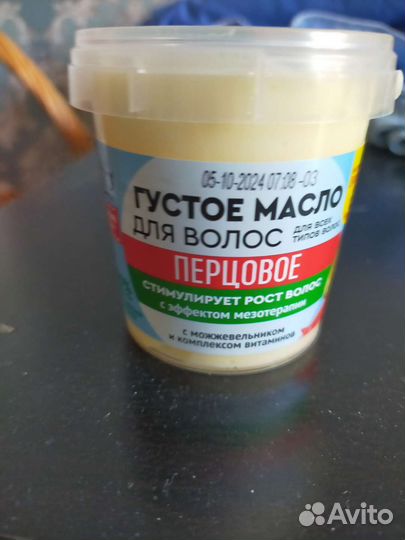 05-10-2024 07:08 -03
ГУСТОЕ МАСЛО
ДЛЯ ВОЛОС
ДЛЯ ВСЕХ
ТИПОВ ВОЛОС
ПЕРЦОВОЕ
СТИМУЛИРУЕТ РОСТ ВОЛОС
с эффектом мезотерапии
с можжевельником
и комплексом витаминов
Avito